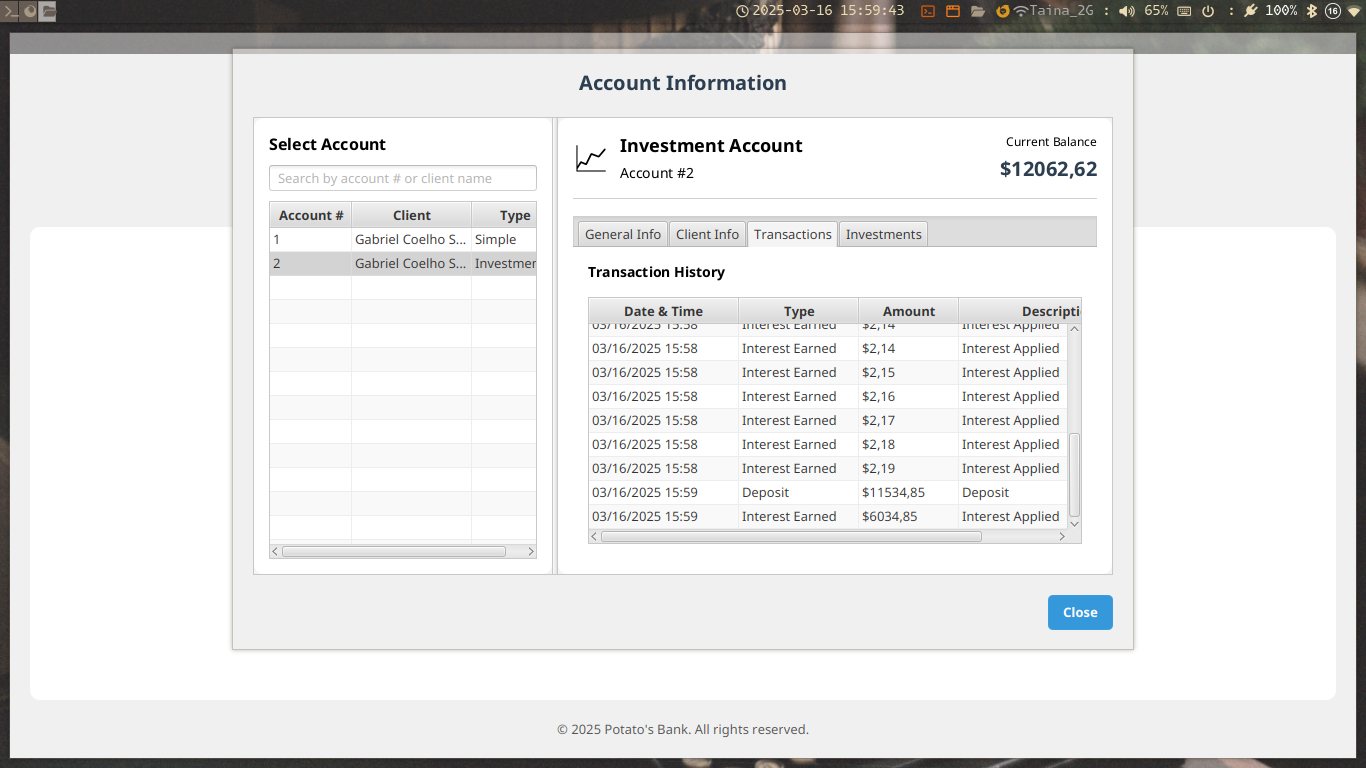 2025-03-16 15:59:43 Taina_2G : 65% : 100% 16
Account Information
Select Account
Search by account # or client name
Account # Client Type
1 Gabriel Coelho S... Simple
2 Gabriel Coelho S... Investmen
Investment Account
Account #2
Current Balance
$12062,62
General Info Client Info Transactions Investments
Transaction History
Date & Time Type Amount Descripti
03/16/2025 15:58 Interest Earned $2,14 Interest Applied
03/16/2025 15:58 Interest Earned $2,14 Interest Applied
03/16/2025 15:58 Interest Earned $2,15 Interest Applied
03/16/2025 15:58 Interest Earned $2,16 Interest Applied
03/16/2025 15:58 Interest Earned $2,17 Interest Applied
03/16/2025 15:58 Interest Earned $2,18 Interest Applied
03/16/2025 15:58 Interest Earned $2,19 Interest Applied
03/16/2025 15:59 Deposit $11534,85 Deposit
03/16/2025 15:59 Interest Earned $6034,85 Interest Applied
Close
© 2025 Potato's Bank. All rights reserved.